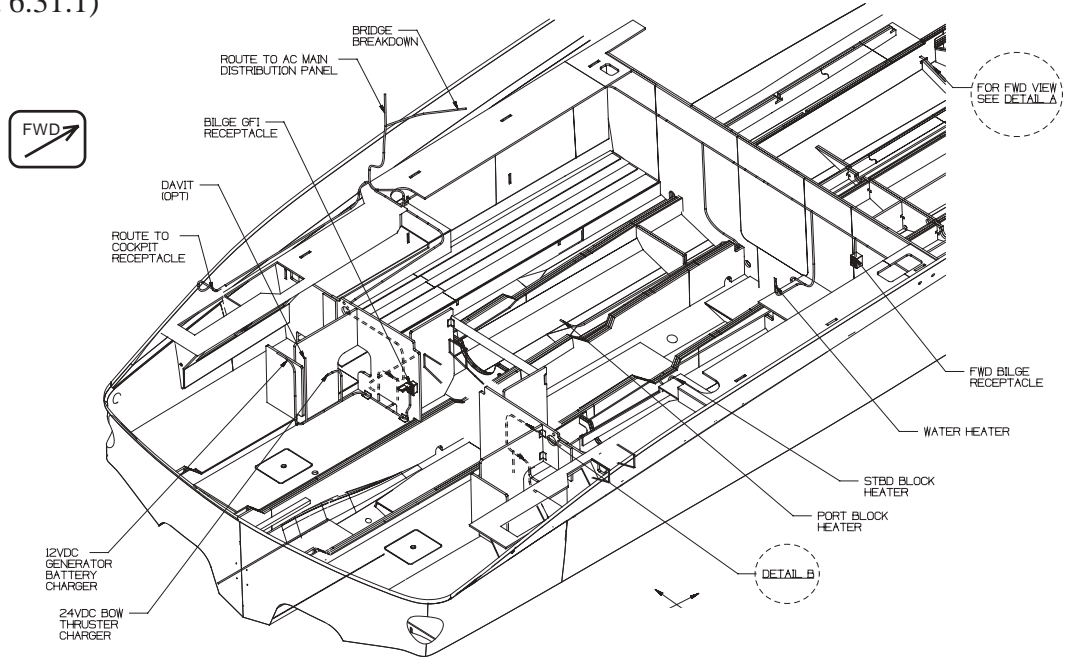 6.31.1)
BRIDGE
BREAKDOWN
ROUTE TO AC MAIN
DISTRIBUTION PANEL
FOR FWD VIEW
SEE DETAIL A
FWD
BILGE GFI
RECEPTACLE
DAVIT
(OPT)
ROUTE TO
COCKPIT
RECEPTACLE
FWD BILGE
RECEPTACLE
WATER HEATER
STBD BLOCK
HEATER
PORT BLOCK
HEATER
12VDC
GENERATOR
BATTERY
CHARGER
DETAIL B
24VDC BOW
THRUSTER
CHARGER